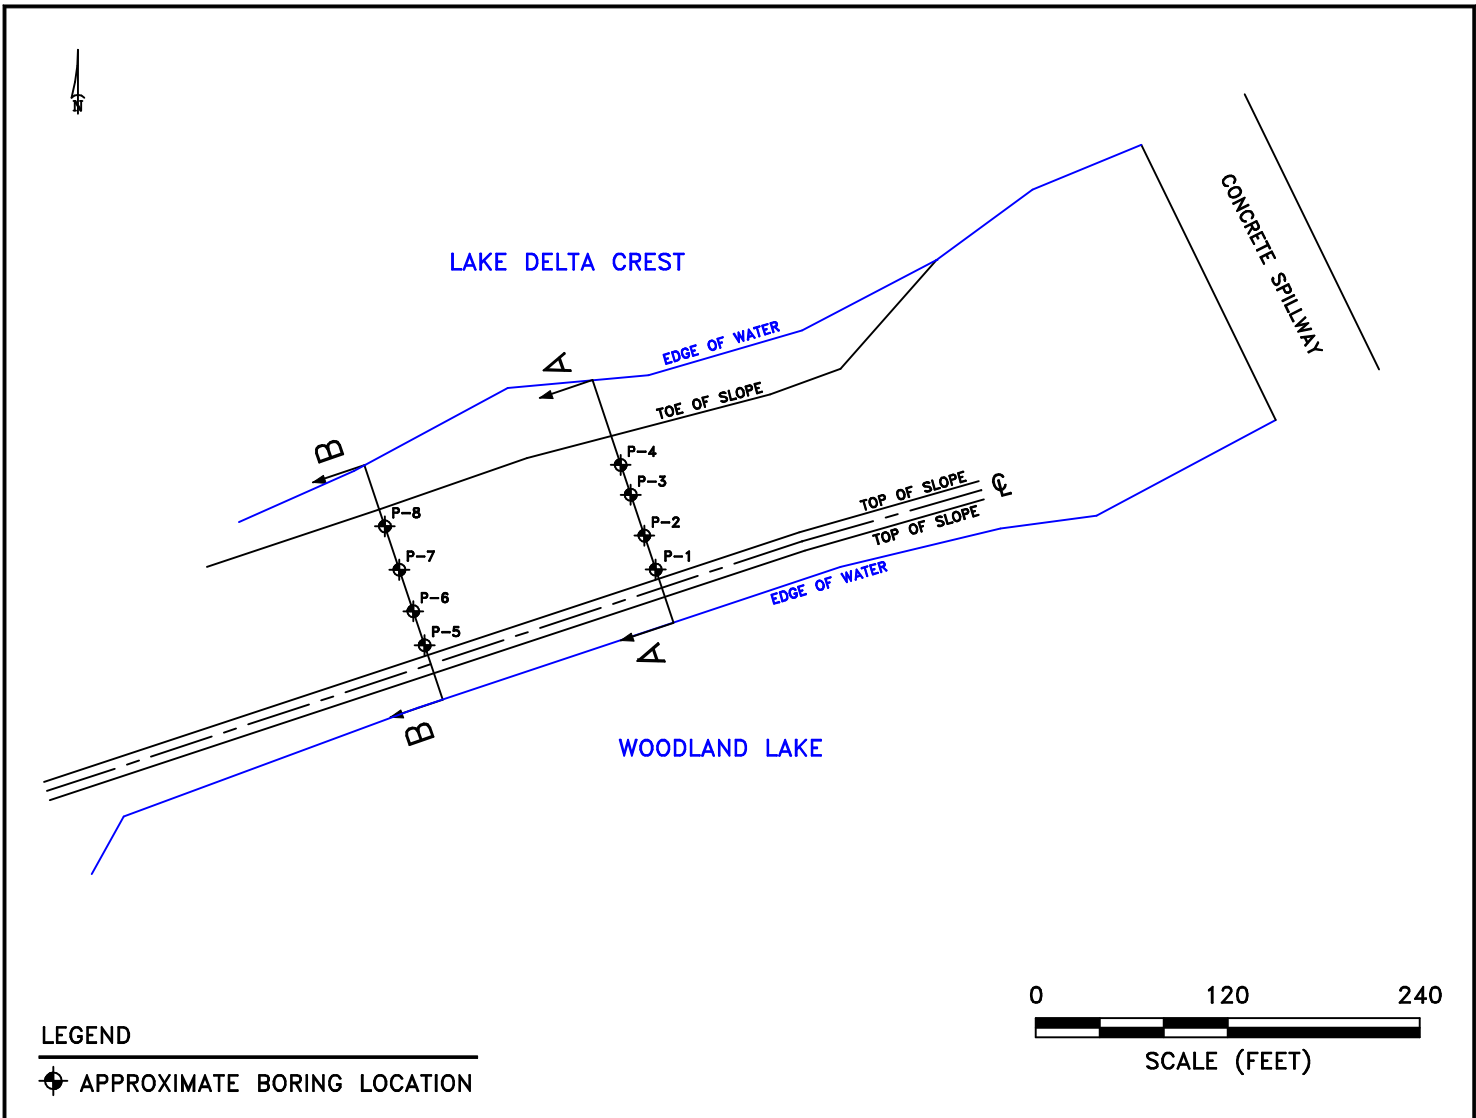 N
CONCRETE SPILLWAY
LAKE DELTA CREST
EDGE OF WATER
A
TOE OF SLOPE
B
P-4
P-3
P-2
P-1
P-8
P-7
P-6
P-5
TOP OF SLOPE
℄
TOP OF SLOPE
EDGE OF WATER
A
B
WOODLAND LAKE
0 120 240
SCALE (FEET)
LEGEND
APPROXIMATE BORING LOCATION